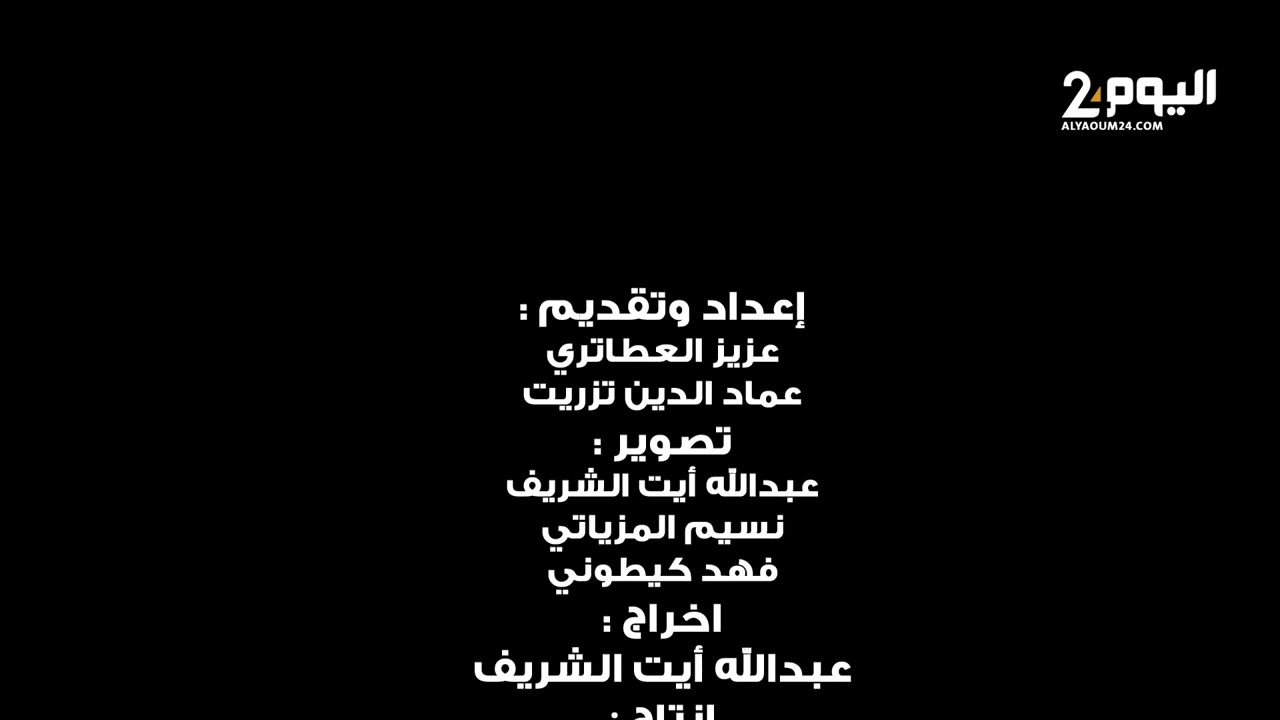 اليوم24
ALYAOUM24.COM
إعداد وتقديم :
عزيز العطاتري
عماد الدين تزريت
تصوير :
عبدالله أيت الشريف
نسيم المزياتي
فهد كيطوني
اخراج :
عبدالله أيت الشريف
انتاج :